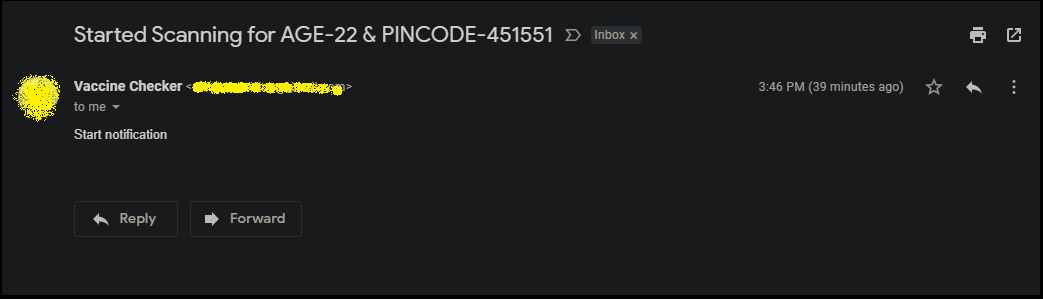 Started Scanning for AGE-22 & PINCODE-451551 Inbox ×
Vaccine Checker < > 3:46 PM (39 minutes ago)
to me
Start notification
Reply Forward